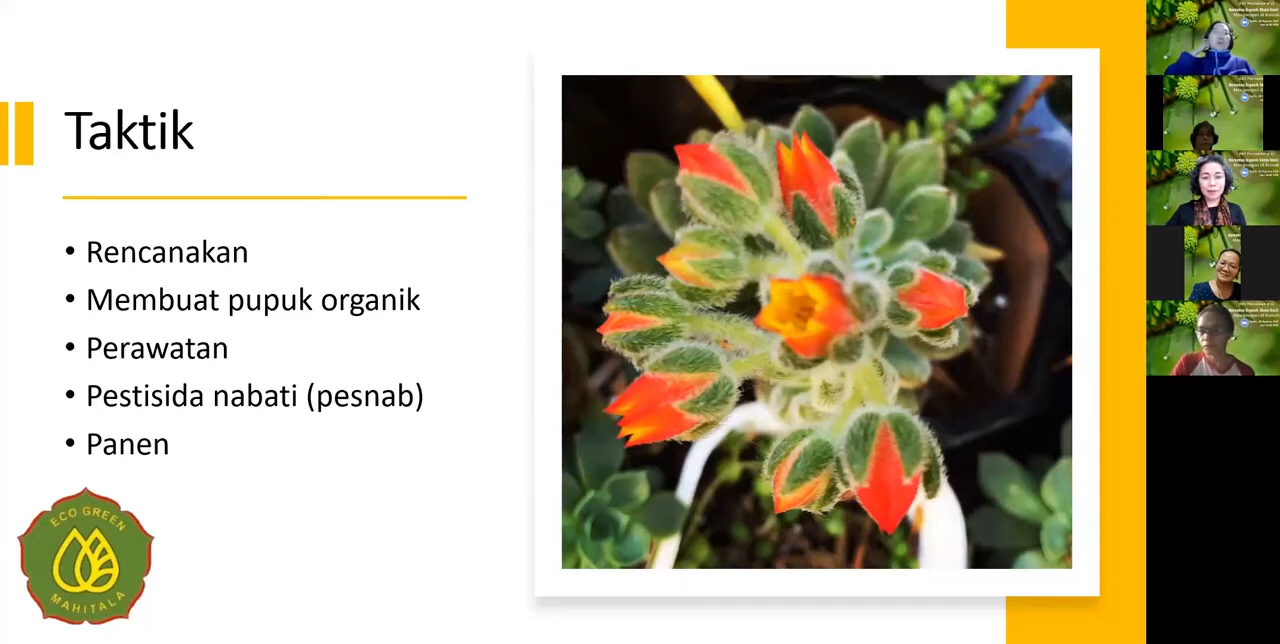 Taktik
• Rencanakan
• Membuat pupuk organik
• Perawatan
• Pestisida nabati (pesnab)
• Panen
ECO GREEN
MAHITALA